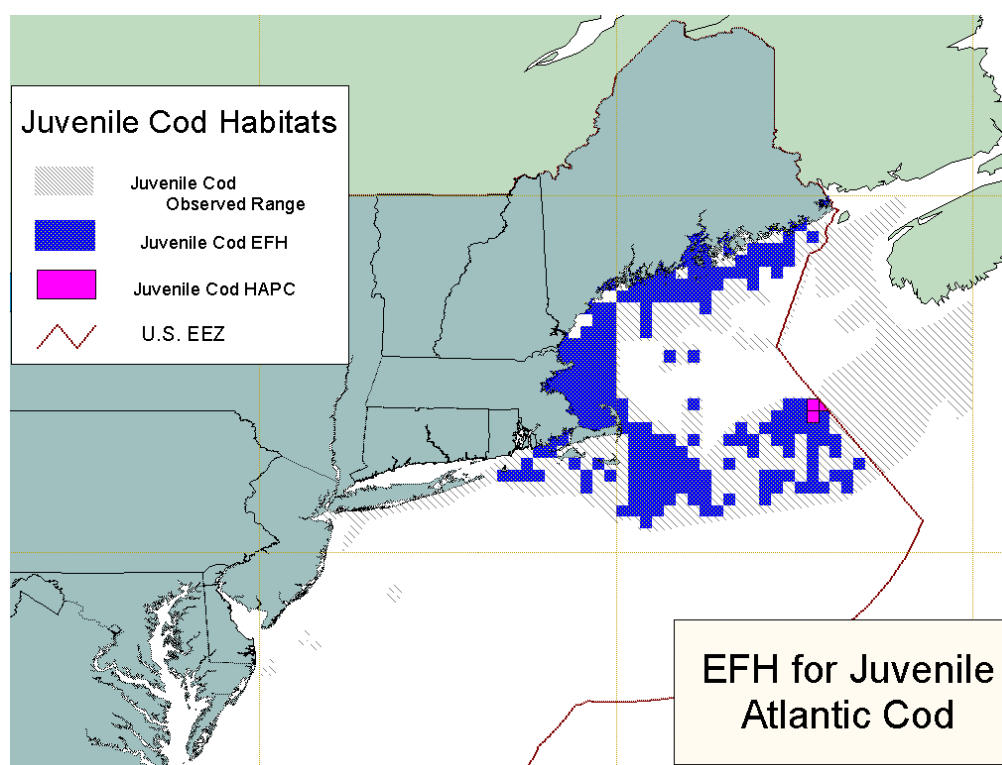 Juvenile Cod Habitats
Juvenile Cod
Observed Range
Juvenile Cod EFH
Juvenile Cod HAPC
U.S. EEZ
EFH for Juvenile
Atlantic Cod